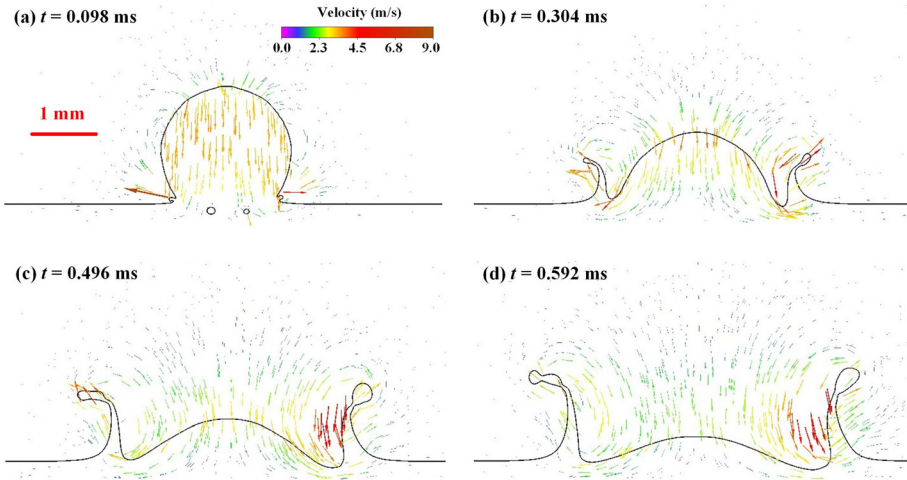 (a) t = 0.098 ms
Velocity (m/s)
0.0 2.3 4.5 6.8 9.0
1 mm
(b) t = 0.304 ms
(c) t = 0.496 ms
(d) t = 0.592 ms